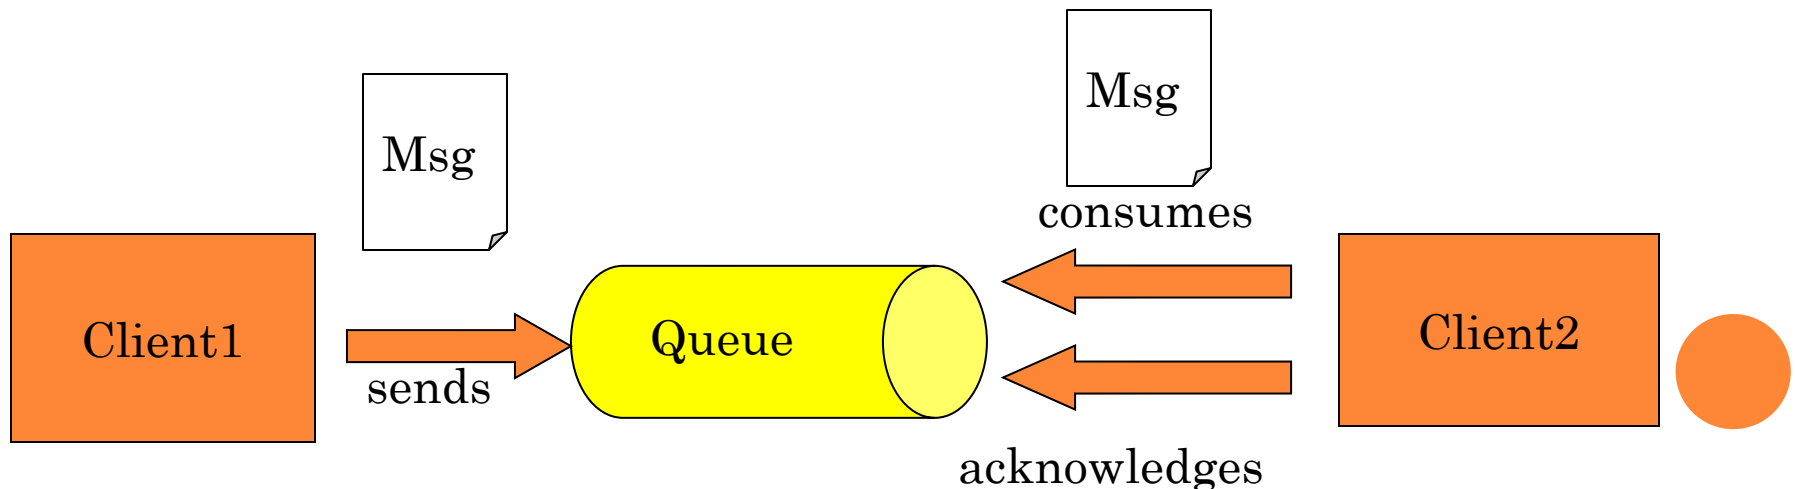 Msg
Msg
consumes
Client1
sends
Queue
Client2
acknowledges